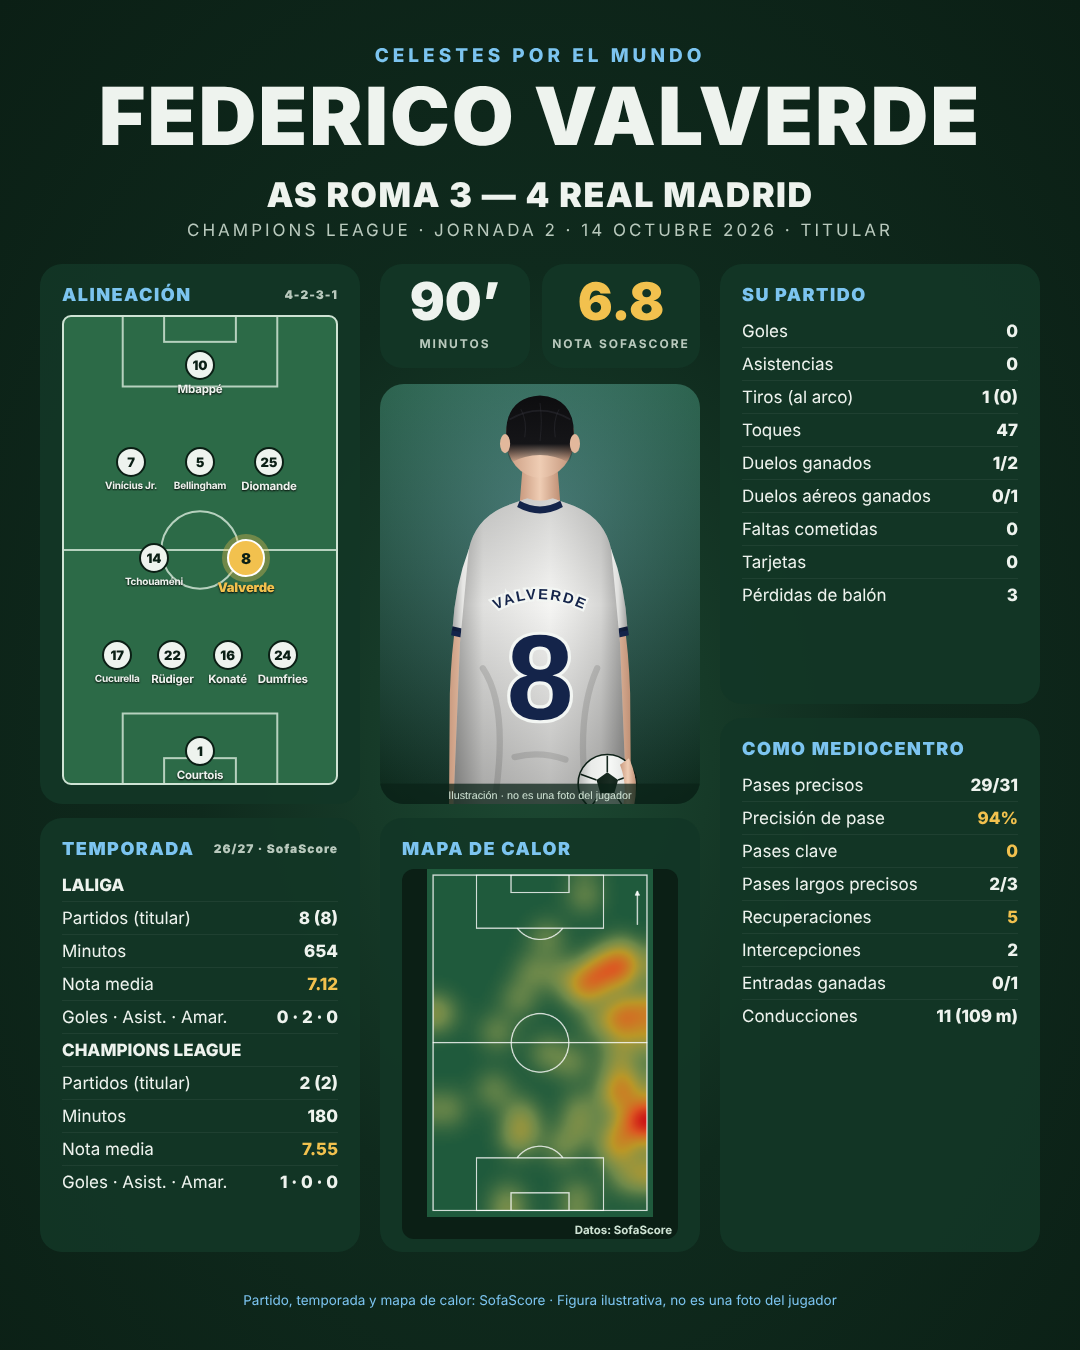 CELESTES POR EL MUNDO
FEDERICO VALVERDE
AS ROMA 3 — 4 REAL MADRID
CHAMPIONS LEAGUE · JORNADA 2 · 14 OCTUBRE 2026 · TITULAR
ALINEACIÓN 4-2-3-1
10
Mbappé
7 5 25
Vinícius Jr. Bellingham Diomande
14 8
Tchouameni Valverde
17 22 16 24
Cucurella Rüdiger Konaté Dumfries
1
Courtois
90’ 6.8
MINUTOS NOTA SOFASCORE
VALVERDE
8
Ilustración · no es una foto del jugador
SU PARTIDO
Goles 0
Asistencias 0
Tiros (al arco) 1 (0)
Toques 47
Duelos ganados 1/2
Duelos aéreos ganados 0/1
Faltas cometidas 0
Tarjetas 0
Pérdidas de balón 3
COMO MEDIOCENTRO
Pases precisos 29/31
Precisión de pase 94%
Pases clave 0
Pases largos precisos 2/3
Recuperaciones 5
Intercepciones 2
Entradas ganadas 0/1
Conducciones 11 (109 m)
TEMPORADA 26/27 · SofaScore
LALIGA
Partidos (titular) 8 (8)
Minutos 654
Nota media 7.12
Goles · Asist. · Amar. 0 · 2 · 0
CHAMPIONS LEAGUE
Partidos (titular) 2 (2)
Minutos 180
Nota media 7.55
Goles · Asist. · Amar. 1 · 0 · 0
MAPA DE CALOR
Datos: SofaScore
Partido, temporada y mapa de calor: SofaScore · Figura ilustrativa, no es una foto del jugador